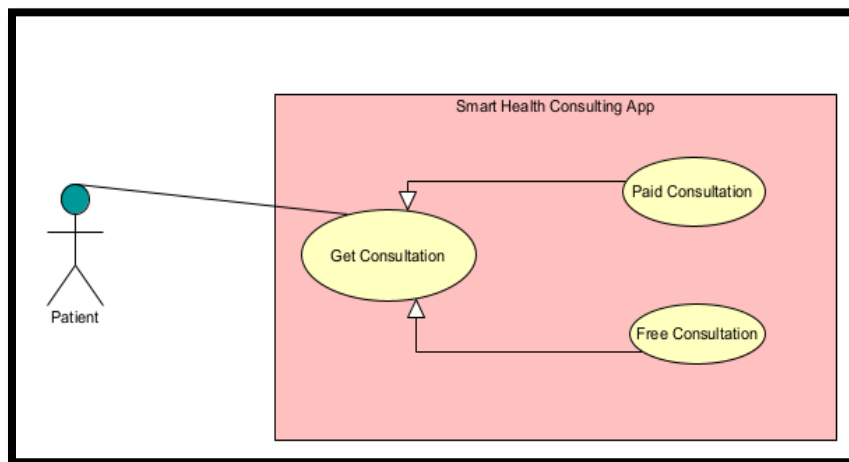 Smart Health Consulting App
Paid Consultation
Get Consultation
Patient
Free Consultation